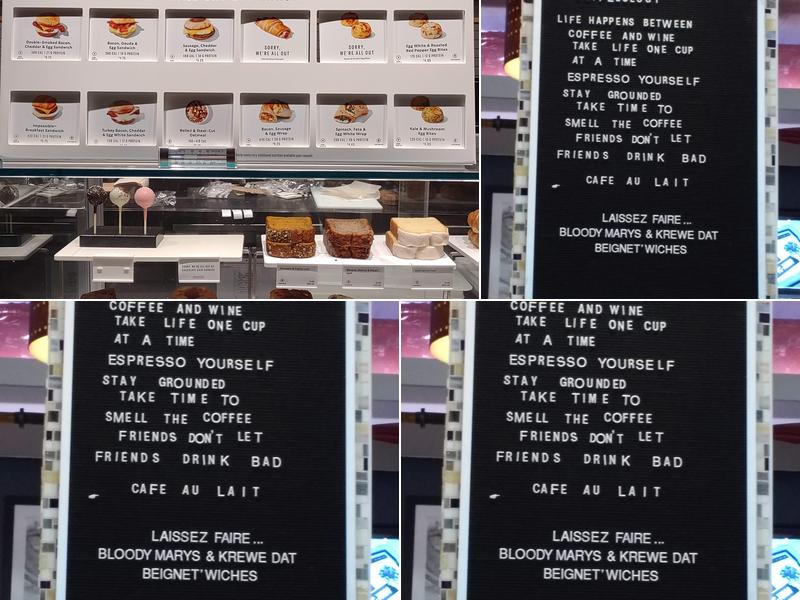 Double-Smoked Bacon,
Cheddar & Egg Sandwich
Bacon, Gouda &
Egg Sandwich
Sausage, Cheddar
& Egg Sandwich
SORRY,
WE'RE ALL OUT
SORRY,
WE'RE ALL OUT
Egg White & Roasted
Red Pepper Egg Bites
Impossible™
Breakfast Sandwich
Turkey Bacon, Cheddar
& Egg White Sandwich
Rolled & Steel-Cut
Oatmeal
Bacon, Sausage
& Egg Wrap
Spinach, Feta &
Egg White Wrap
Kale & Mushroom
Egg Bites
LIFE HAPPENS BETWEEN
COFFEE AND WINE
TAKE LIFE ONE CUP
AT A TIME
ESPRESSO YOURSELF
STAY GROUNDED
TAKE TIME TO
SMELL THE COFFEE
FRIENDS DON'T LET
FRIENDS DRINK BAD
CAFE AU LAIT
LAISSEZ FAIRE...
BLOODY MARYS & KREWE DAT
BEIGNET'WICHES
COFFEE AND WINE
TAKE LIFE ONE CUP
AT A TIME
ESPRESSO YOURSELF
STAY GROUNDED
TAKE TIME TO
SMELL THE COFFEE
FRIENDS DON'T LET
FRIENDS DRINK BAD
CAFE AU LAIT
LAISSEZ FAIRE...
BLOODY MARYS & KREWE DAT
BEIGNET'WICHES
COFFEE AND WINE
TAKE LIFE ONE CUP
AT A TIME
ESPRESSO YOURSELF
STAY GROUNDED
TAKE TIME TO
SMELL THE COFFEE
FRIENDS DON'T LET
FRIENDS DRINK BAD
CAFE AU LAIT
LAISSEZ FAIRE...
BLOODY MARYS & KREWE DAT
BEIGNET'WICHES